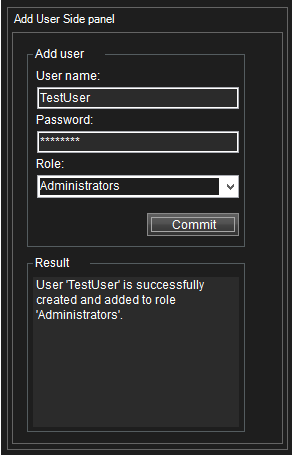 Add User Side panel
Add user
User name:
TestUser
Password:
********
Role:
Administrators
Commit
Result
User 'TestUser' is successfully
created and added to role
'Administrators'.